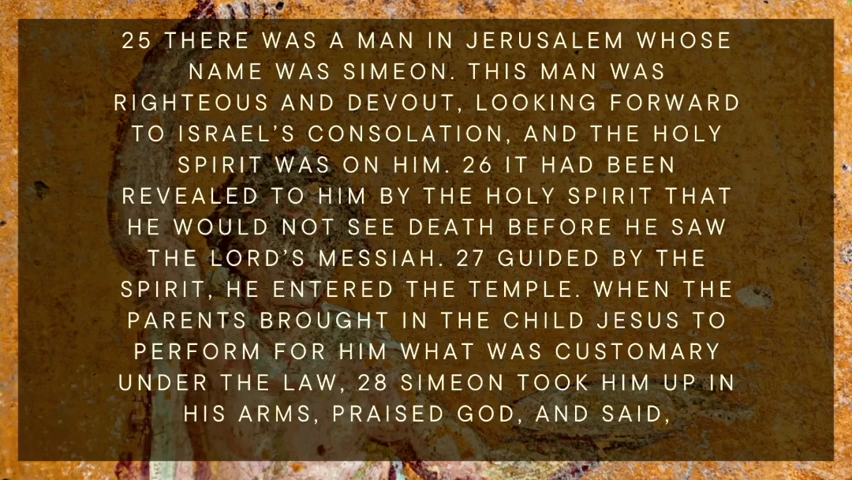 25 THERE WAS A MAN IN JERUSALEM WHOSE
NAME WAS SIMEON. THIS MAN WAS
RIGHTEOUS AND DEVOUT, LOOKING FORWARD
TO ISRAEL’S CONSOLATION, AND THE HOLY
SPIRIT WAS ON HIM. 26 IT HAD BEEN
REVEALED TO HIM BY THE HOLY SPIRIT THAT
HE WOULD NOT SEE DEATH BEFORE HE SAW
THE LORD’S MESSIAH. 27 GUIDED BY THE
SPIRIT, HE ENTERED THE TEMPLE. WHEN THE
PARENTS BROUGHT IN THE CHILD JESUS TO
PERFORM FOR HIM WHAT WAS CUSTOMARY
UNDER THE LAW, 28 SIMEON TOOK HIM UP IN
HIS ARMS, PRAISED GOD, AND SAID,